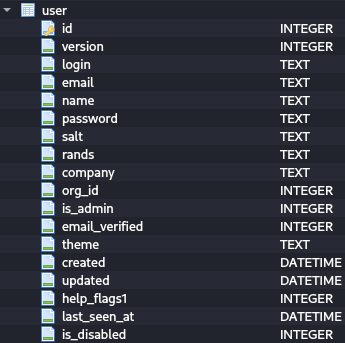 user
id INTEGER
version INTEGER
login TEXT
email TEXT
name TEXT
password TEXT
salt TEXT
rands TEXT
company TEXT
org_id INTEGER
is_admin INTEGER
email_verified INTEGER
theme TEXT
created DATETIME
updated DATETIME
help_flags1 INTEGER
last_seen_at DATETIME
is_disabled INTEGER